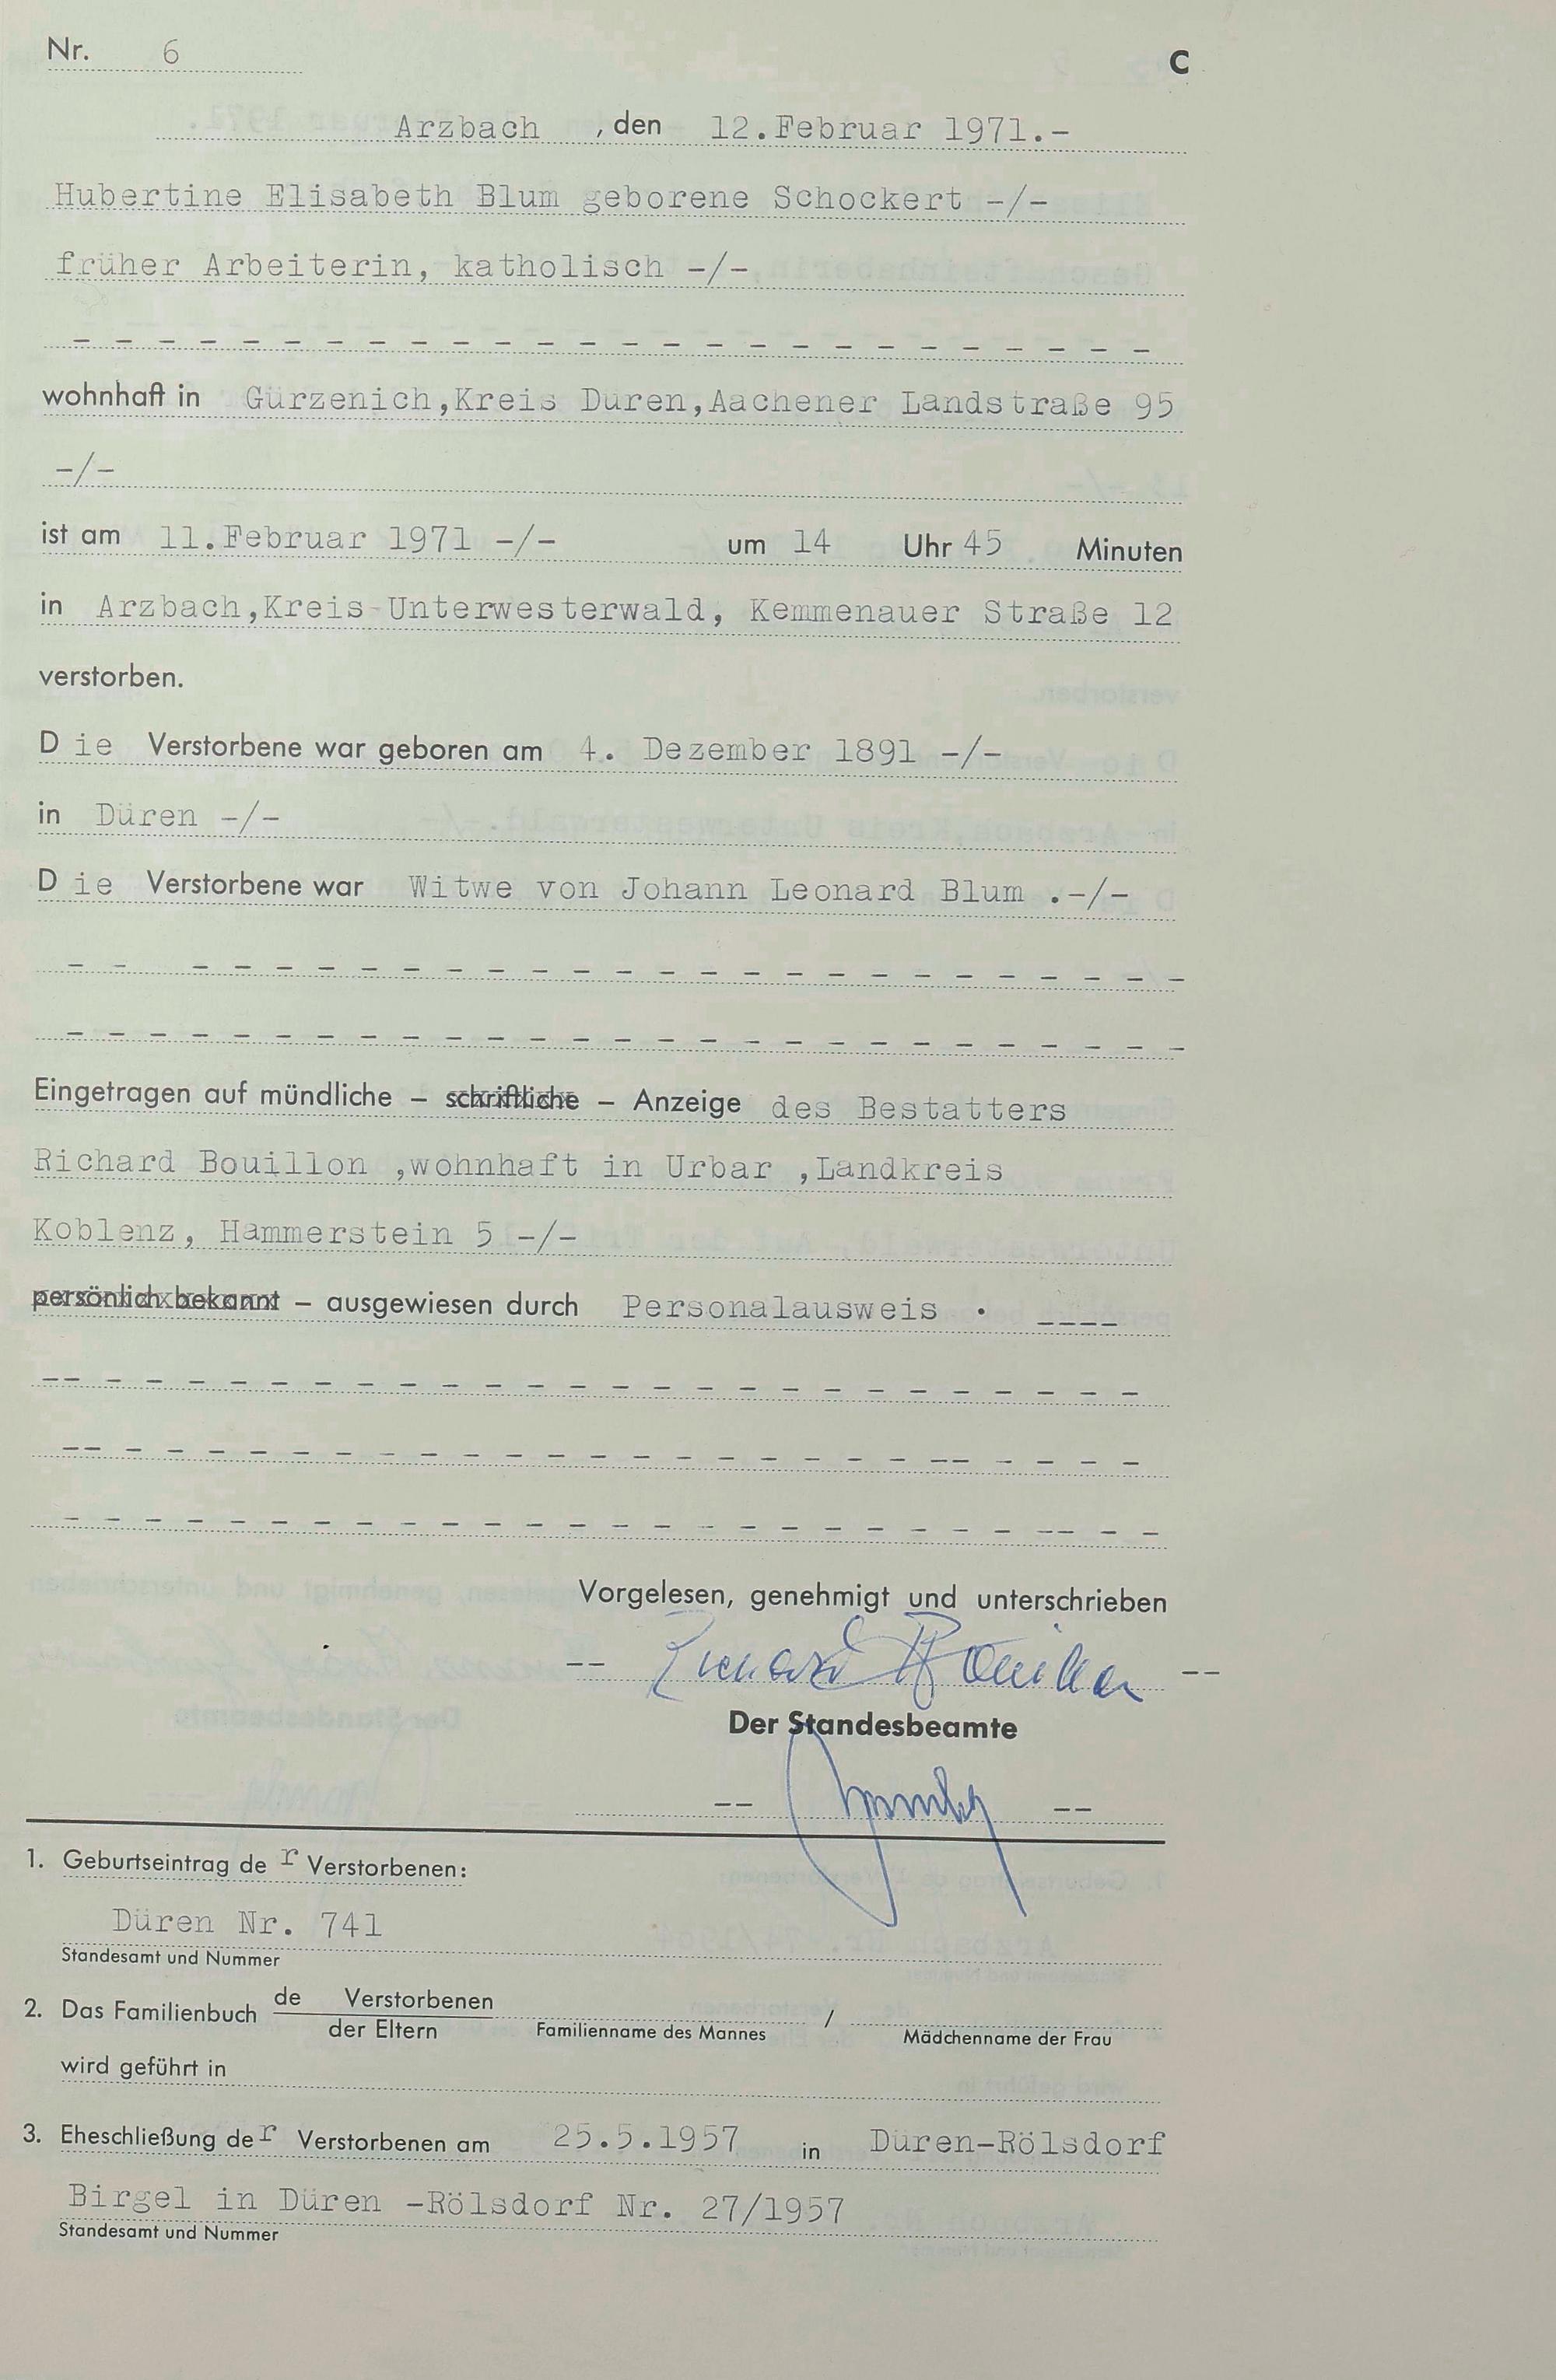 Nr. 6
C
Arzbach , den 12.Februar 1971.-
Hubertine Elisabeth Blum geborene Schockert -/-
früher Arbeiterin, katholisch -/-
- - - - - - - - - - - - - - - - - - - - - - - - - -
wohnhaft in Gürzenich,Kreis Düren,Aachener Landstraße 95
-/-
ist am 11.Februar 1971 -/- um 14 Uhr 45 Minuten
in Arzbach,Kreis Unterwesterwald, Kemmenauer Straße 12
verstorben.
D ie Verstorbene war geboren am 4. Dezember 1891 -/-
in Düren -/-
D ie Verstorbene war Witwe von Johann Leonard Blum .-/-
- - - - - - - - - - - - - - - - - - - - - - - - - -
- - - - - - - - - - - - - - - - - - - - - - - - - - -
Eingetragen auf mündliche – schriftliche – Anzeige des Bestatters
Richard Bouillon ,wohnhaft in Urbar ,Landkreis
Koblenz, Hammerstein 5 -/-
persönlich bekannt – ausgewiesen durch Personalausweis . ----
-- - - - - - - - - - - - - - - - - - - - - - - - - -
-- - - - - - - - - - - - - - - - - - - - -- - - - -
- - - - - - - - - - - - - - - - - - - - - - - -- - -
Vorgelesen, genehmigt und unterschrieben
-- Richard --
Der Standesbeamte
-- --
1. Geburtseintrag de r Verstorbenen:
Düren Nr. 741
Standesamt und Nummer
2. Das Familienbuch de Verstorbenen /
der Eltern Familienname des Mannes Mädchenname der Frau
wird geführt in
3. Eheschließung de r Verstorbenen am 25.5.1957 in Düren-Rölsdorf
Birgel in Düren -Rölsdorf Nr. 27/1957
Standesamt und Nummer